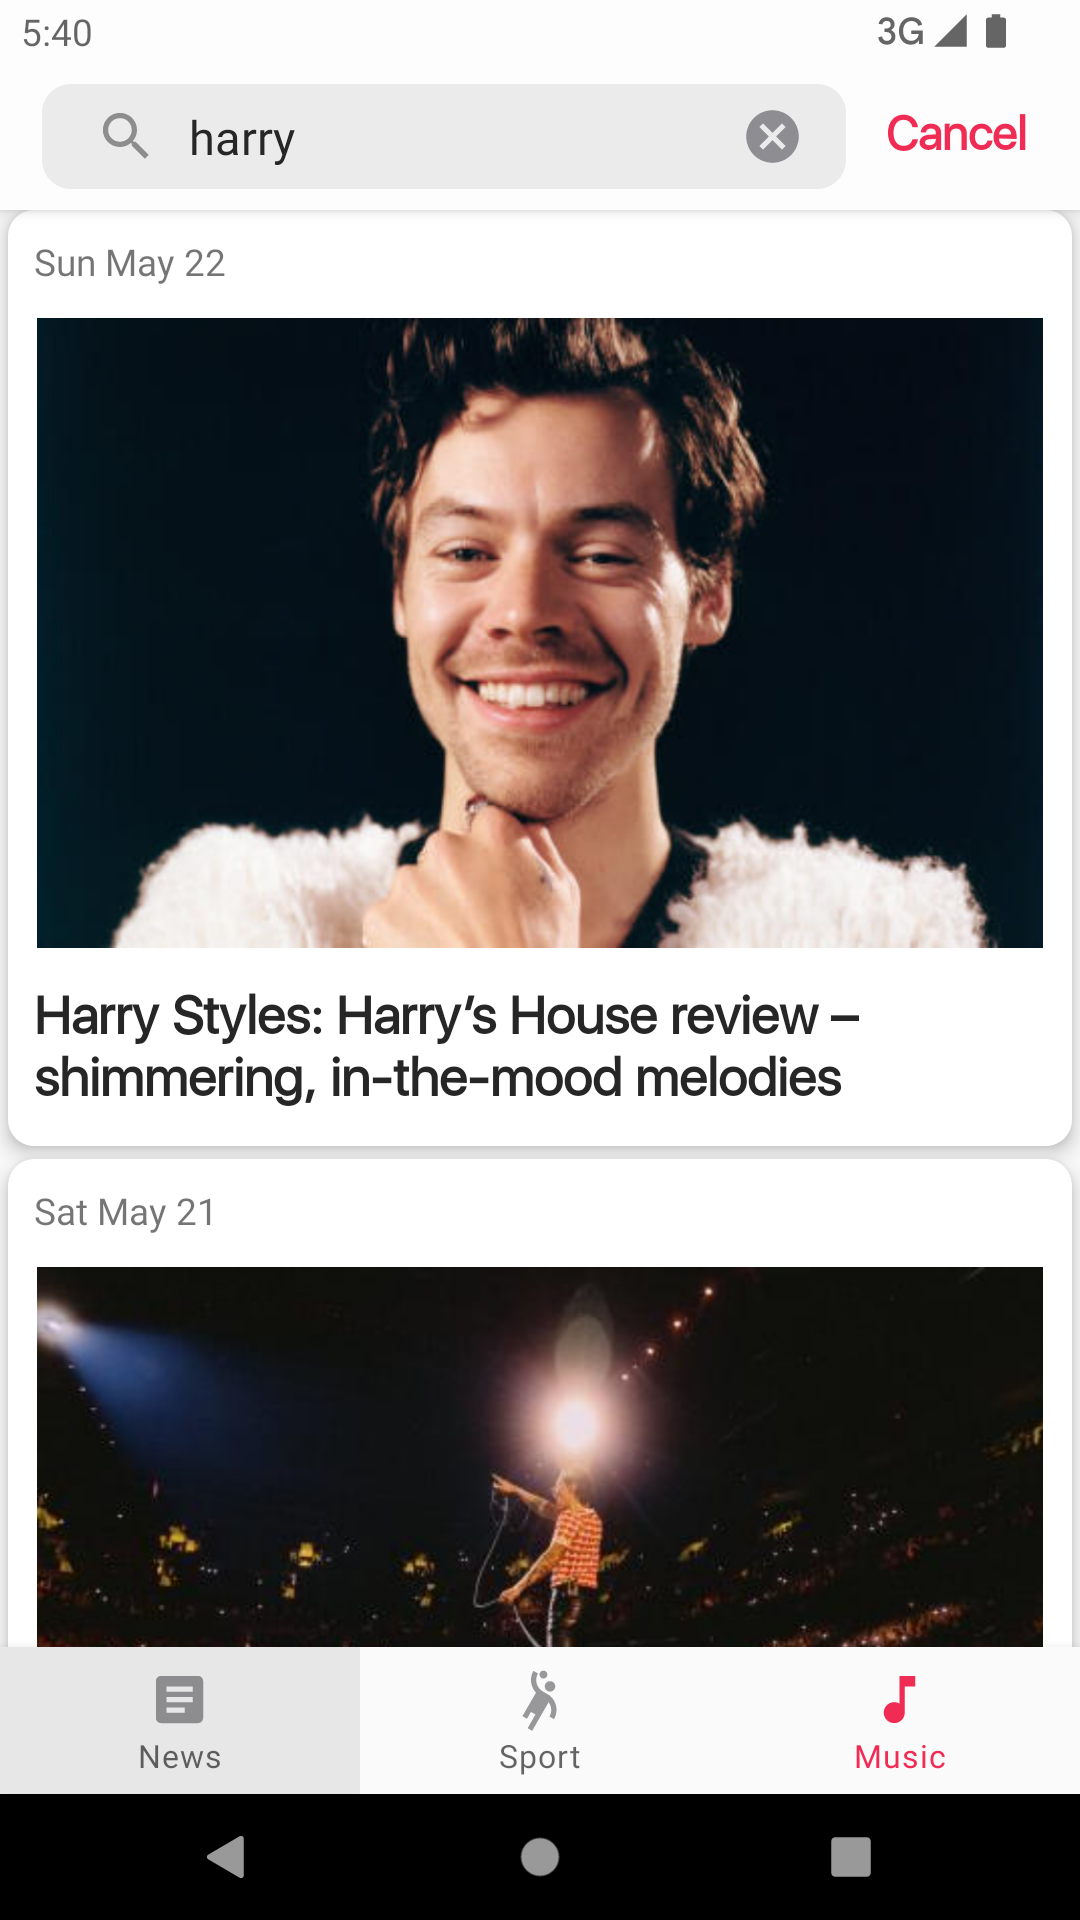 5:40
3G
harry
Cancel
Sun May 22
Harry Styles: Harry’s House review –
shimmering, in-the-mood melodies
Sat May 21
News
Sport
Music